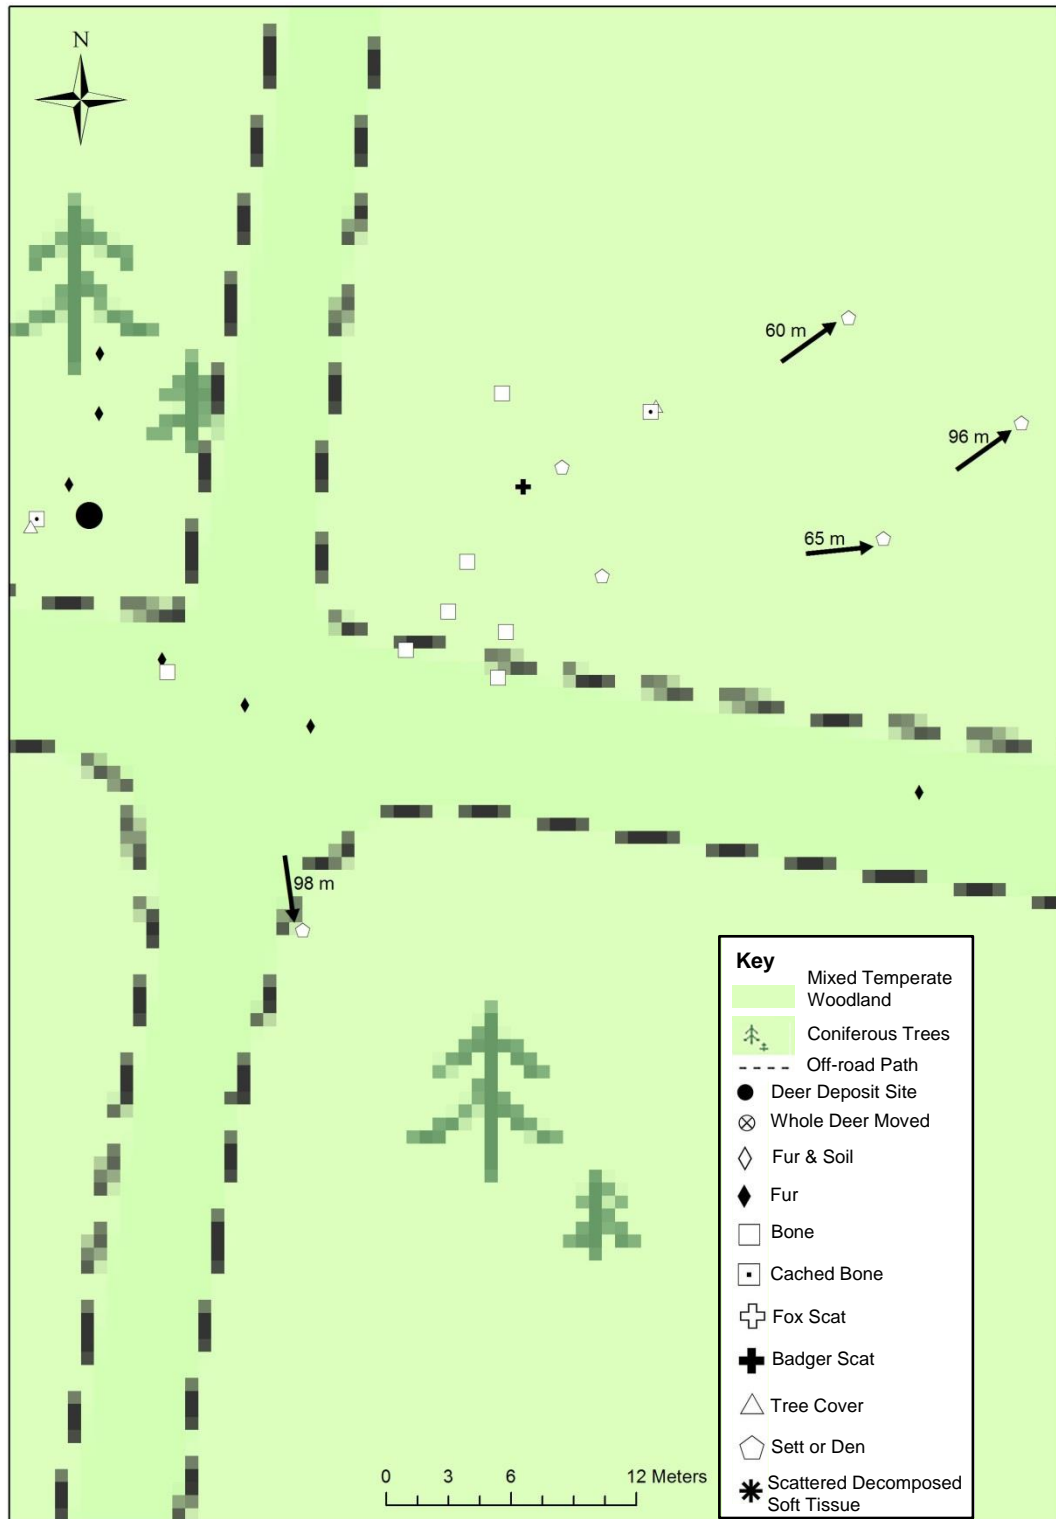 N
60 m
96 m
65 m
98 m
Key
Mixed Temperate
Woodland
Coniferous Trees
Off-road Path
Deer Deposit Site
Whole Deer Moved
Fur & Soil
Fur
Bone
Cached Bone
Fox Scat
Badger Scat
Tree Cover
Sett or Den
Scattered Decomposed
Soft Tissue
0 3 6 12 Meters